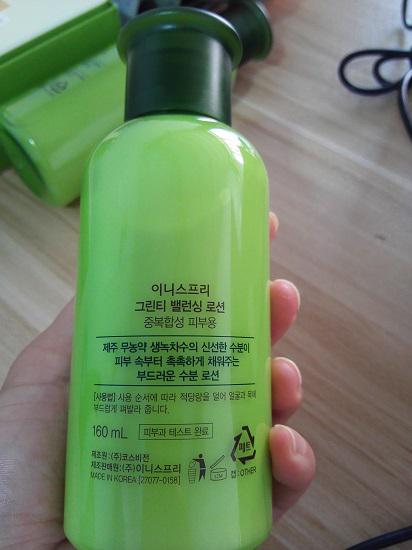 이니스프리
그린티 밸런싱 로션
중복합성 피부용
제주 무농약 생녹차수의 신선한 수분이
피부 속부터 촉촉하게 채워주는
부드러운 수분 로션
[사용법] 사용 순서에 따라 적당량을 덜어 얼굴과 목에
부드럽게 펴발라 줍니다.
160 mL 피부과 테스트 완료
제조원 : (주)코스비전
제조판매원 : (주)이니스프리
MADE IN KOREA [27077-0158]
12M
페트
캡 : OTHER